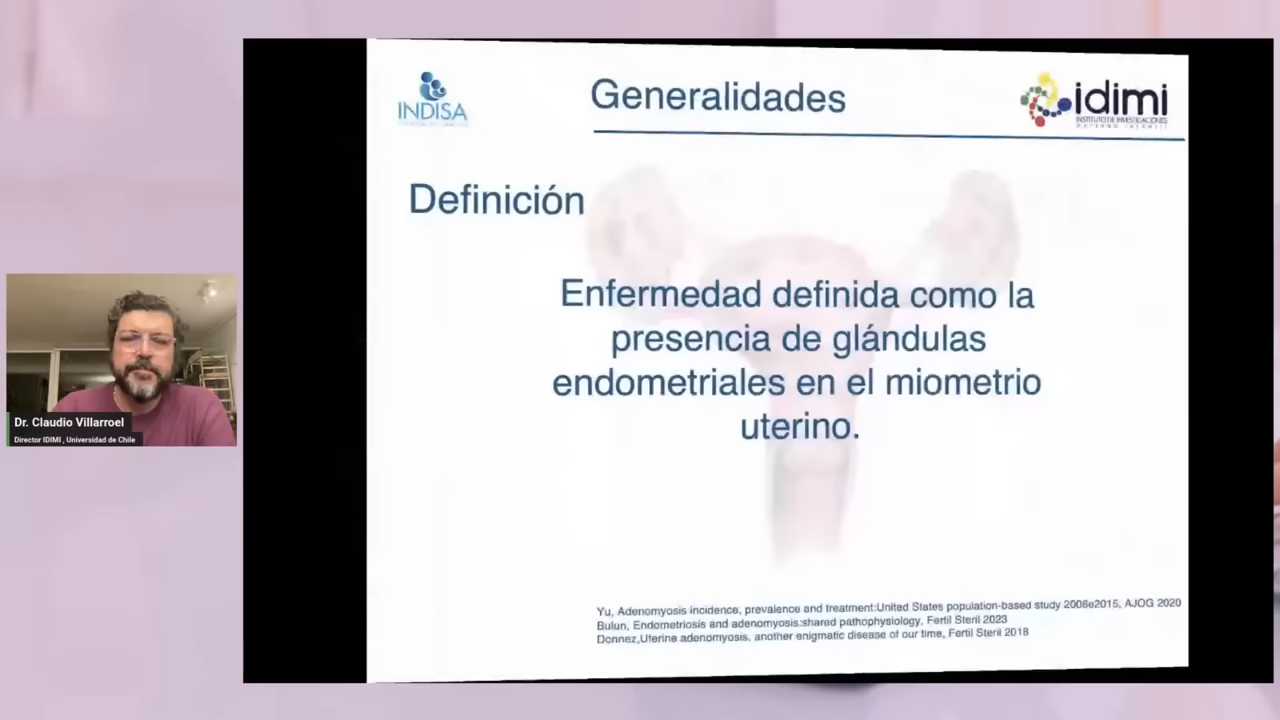 INDISA
Generalidades
idimi
INSTITUTO DE INVESTIGACIONES
MATERNO INFANTIL
Definición
Enfermedad definida como la
presencia de glándulas
endometriales en el miometrio
uterino.
Dr. Claudio Villarroel
Director IDIMI , Universidad de Chile
Yu, Adenomyosis incidence, prevalence and treatment:United States population-based study 2006e2015, AJOG 2020
Bulun, Endometriosis and adenomyosis:shared pathophysiology, Fertil Steril 2023
Donnez,Uterine adenomyosis, another enigmatic disease of our time, Fertil Steril 2018